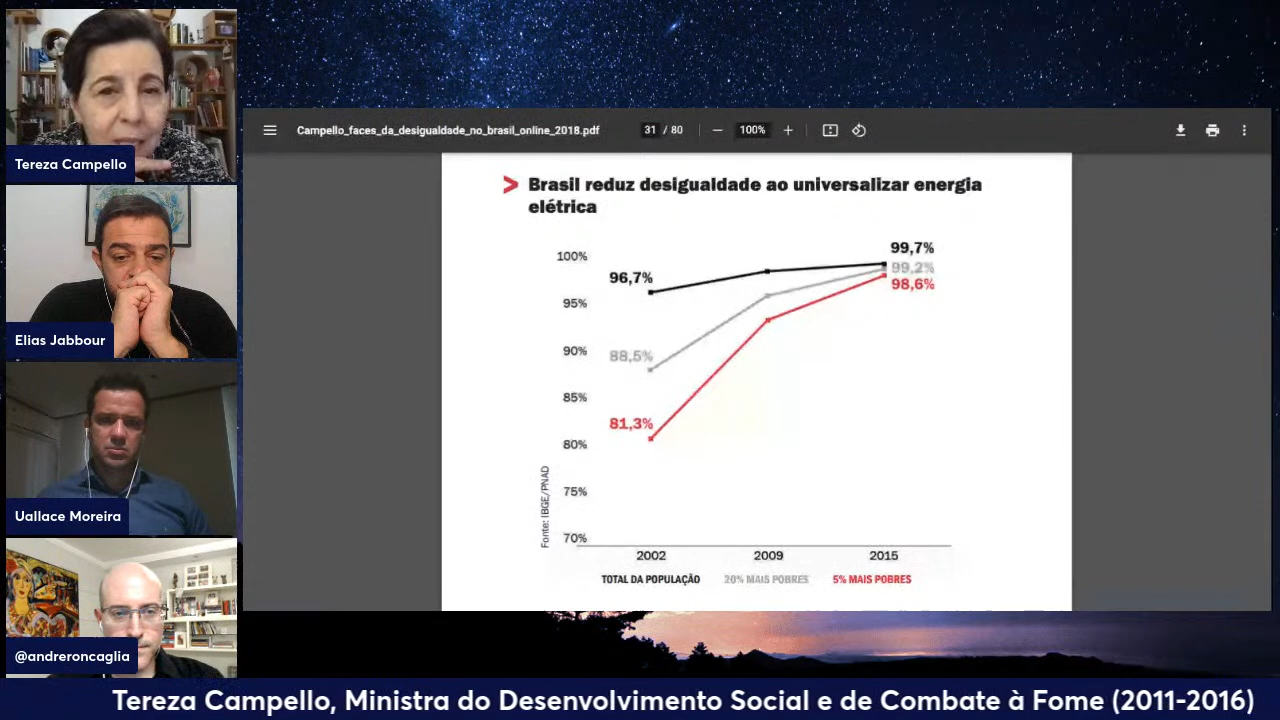 Tereza Campello
Elias Jabbour
Uallace Moreira
@andreroncaglia
Campello_faces_da_desigualdade_no_brasil_online_2018.pdf
31 / 80
100%
> Brasil reduz desigualdade ao universalizar energia
elétrica
100%
95%
90%
85%
80%
75%
70%
96,7%
88,5%
81,3%
99,7%
99,2%
98,6%
Fonte: IBGE/PNAD
2002 2009 2015
TOTAL DA POPULAÇÃO 20% MAIS POBRES 5% MAIS POBRES
Tereza Campello, Ministra do Desenvolvimento Social e de Combate à Fome (2011-2016)